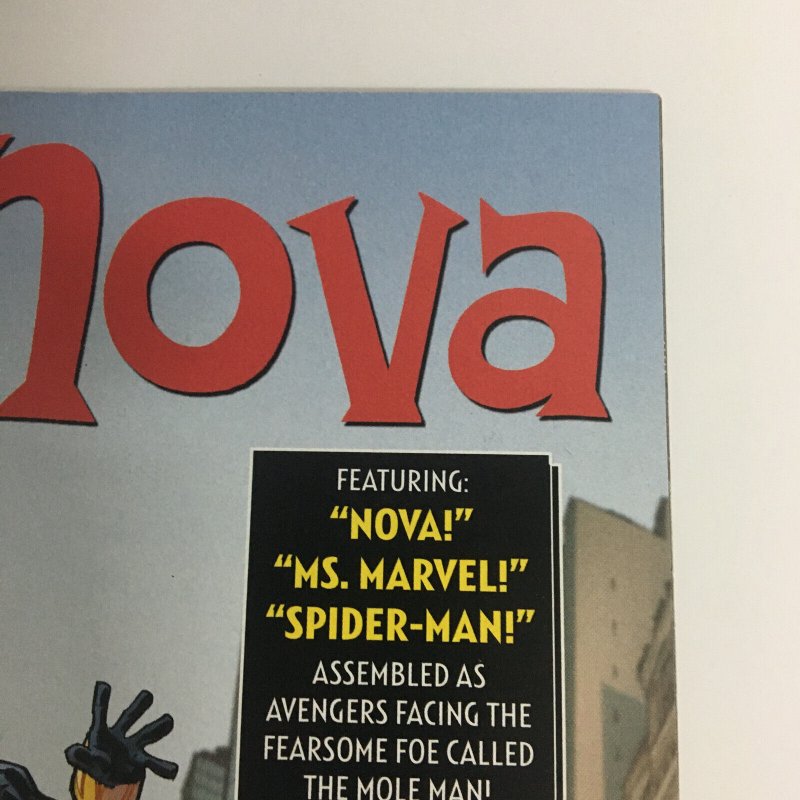 nova
FEATURING:
“NOVA!”
“MS. MARVEL!”
“SPIDER-MAN!”
ASSEMBLED AS
AVENGERS FACING THE
FEARSOME FOE CALLED
THE MOLE MAN!